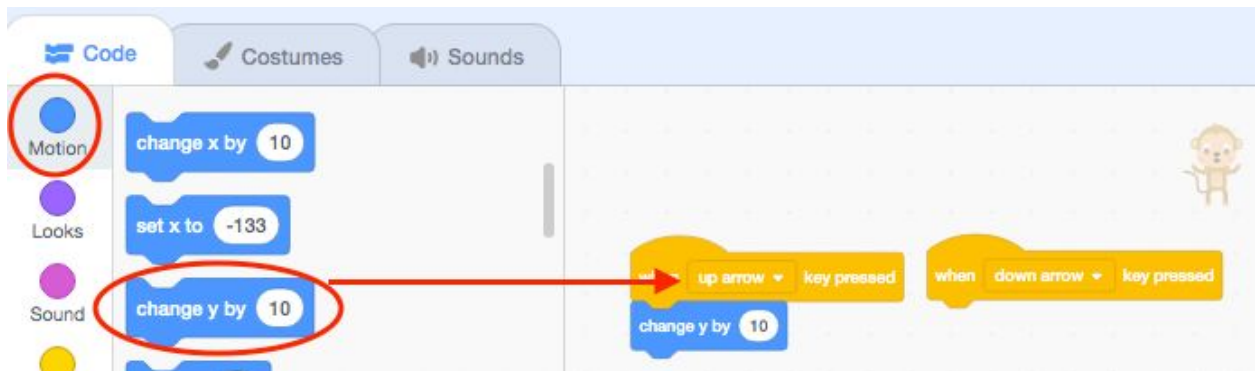 Code Costumes Sounds
Motion
change x by 10
Looks
set x to -133
up arrow key pressed
when down arrow key pressed
Sound
change y by 10
change y by 10